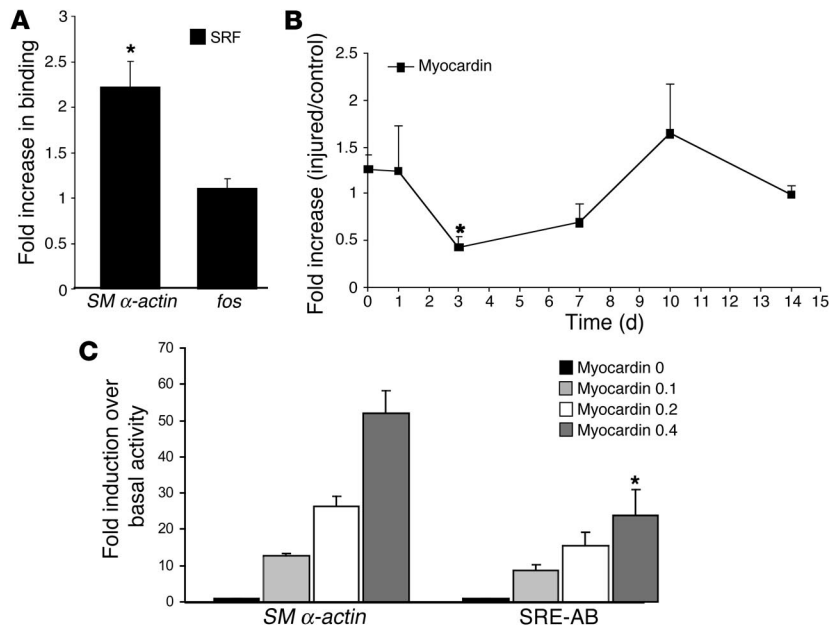 A
3
2.5
2
1.5
1
0.5
0
Fold increase in binding
*
SRF
SM α-actin
fos
B
2.5
2
1.5
1
0.5
0
Fold increase (injured/control)
Myocardin
*
0 1 2 3 4 5 6 7 8 9 10 11 12 13 14 15
Time (d)
C
70
60
50
40
30
20
10
0
Fold induction over
basal activity
Myocardin 0
Myocardin 0.1
Myocardin 0.2
Myocardin 0.4
*
SM α-actin
SRE-AB